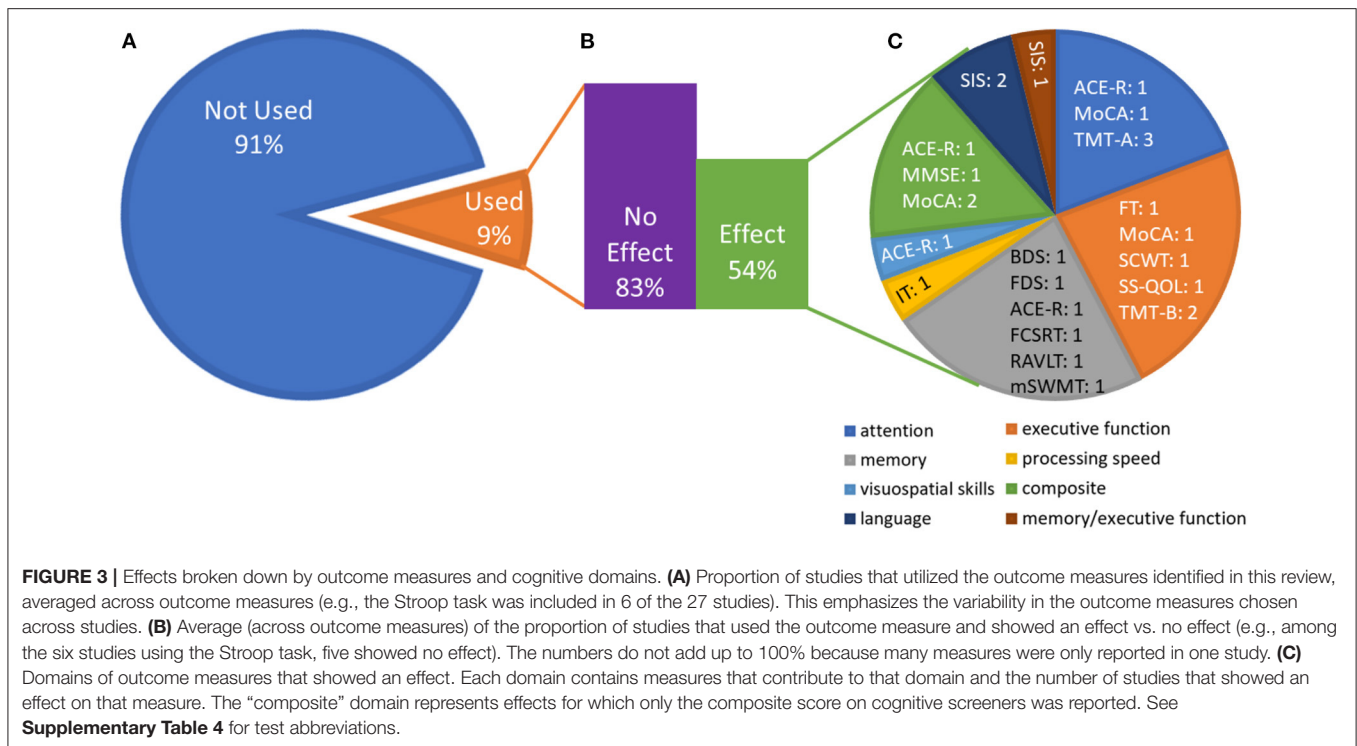 A
B
C
Not Used
91%
Used
9%
No
Effect
83%
Effect
54%
SIS: 2
SIS: 1
ACE-R: 1
MoCA: 1
TMT-A: 3
ACE-R: 1
MMSE: 1
MoCA: 2
ACE-R: 1
IT: 1
FT: 1
MoCA: 1
SCWT: 1
SS-QOL: 1
TMT-B: 2
BDS: 1
FDS: 1
ACE-R: 1
FCSRT: 1
RAVLT: 1
mSWMT: 1
attention
executive function
memory
processing speed
visuospatial skills
composite
language
memory/executive function
FIGURE 3 | Effects broken down by outcome measures and cognitive domains. (A) Proportion of studies that utilized the outcome measures identified in this review,
averaged across outcome measures (e.g., the Stroop task was included in 6 of the 27 studies). This emphasizes the variability in the outcome measures chosen
across studies. (B) Average (across outcome measures) of the proportion of studies that used the outcome measure and showed an effect vs. no effect (e.g., among
the six studies using the Stroop task, five showed no effect). The numbers do not add up to 100% because many measures were only reported in one study. (C)
Domains of outcome measures that showed an effect. Each domain contains measures that contribute to that domain and the number of studies that showed an
effect on that measure. The “composite” domain represents effects for which only the composite score on cognitive screeners was reported. See
Supplementary Table 4 for test abbreviations.